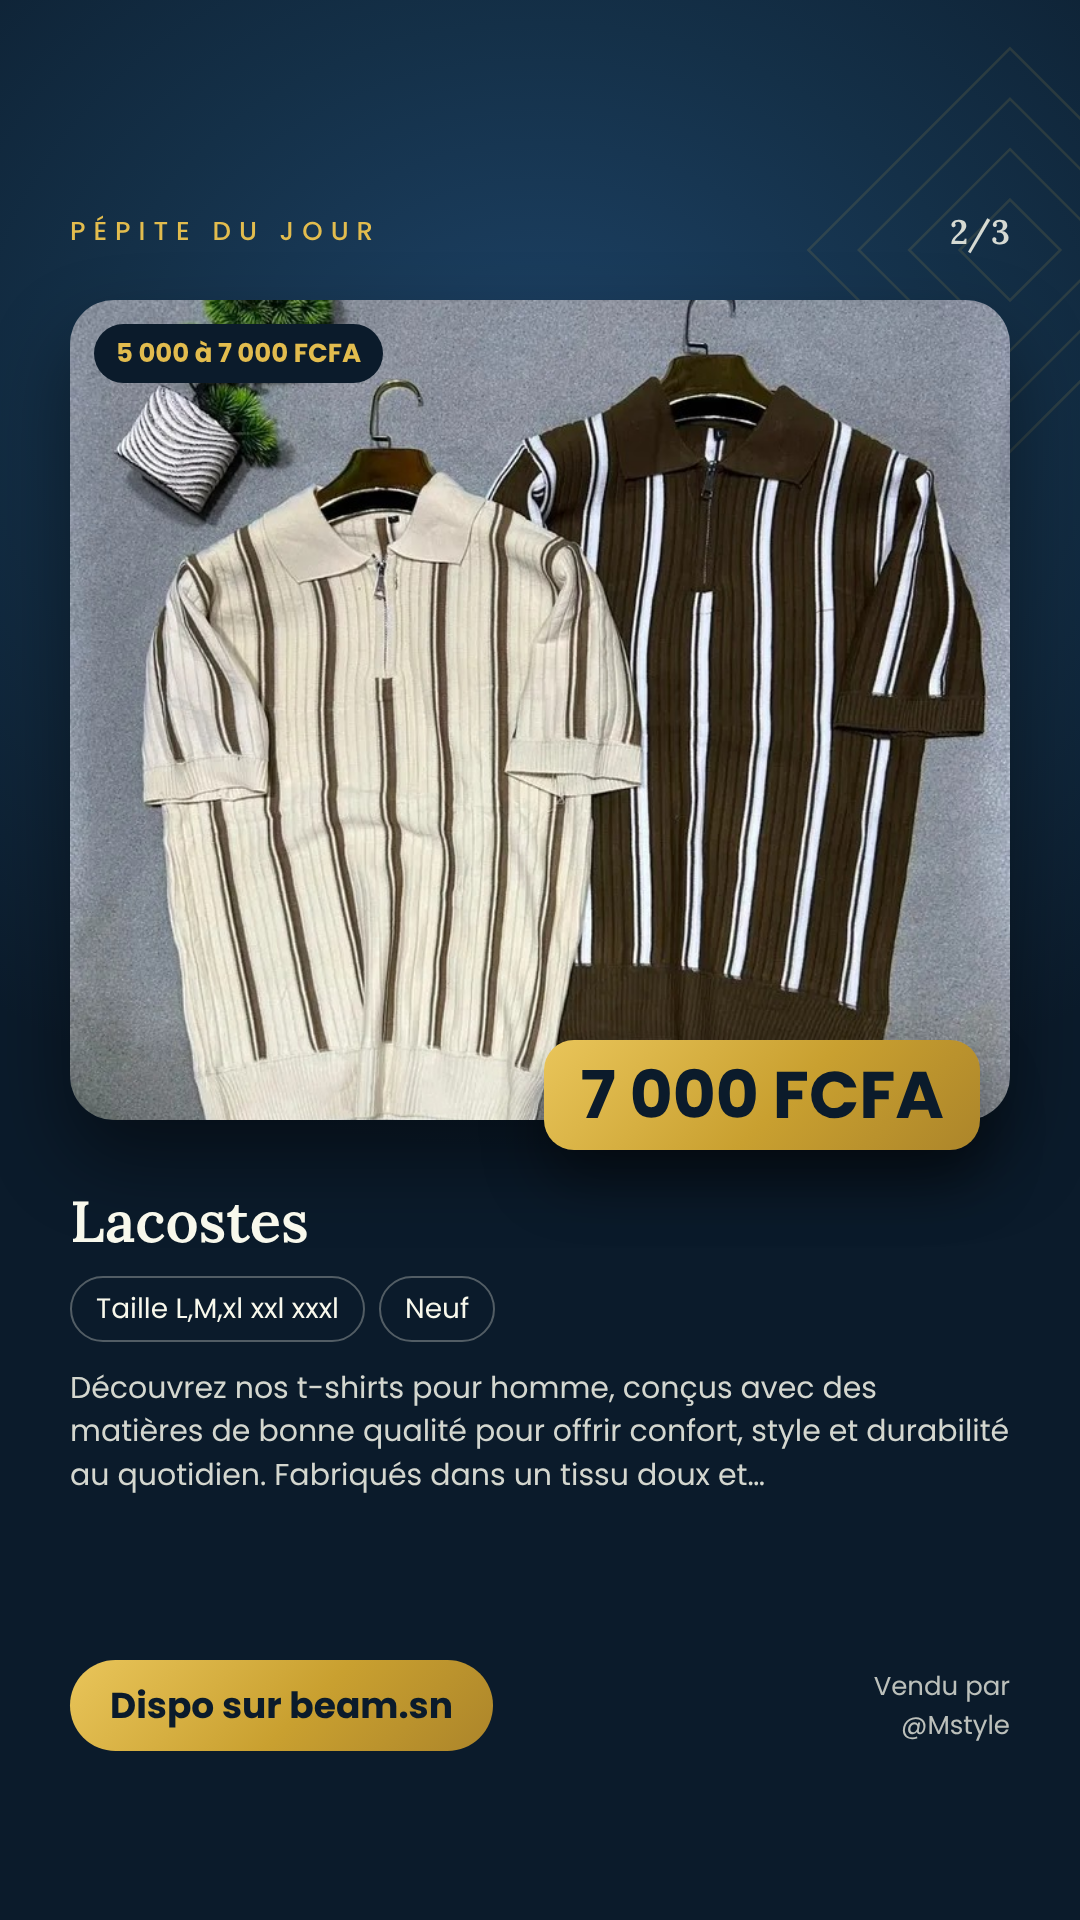 PÉPITE DU JOUR
2/3
5 000 à 7 000 FCFA
7 000 FCFA
Lacostes
Taille L,M,xl xxl xxxl
Neuf
Découvrez nos t-shirts pour homme, conçus avec des
matières de bonne qualité pour offrir confort, style et durabilité
au quotidien. Fabriqués dans un tissu doux et…
Dispo sur beam.sn
Vendu par
@Mstyle